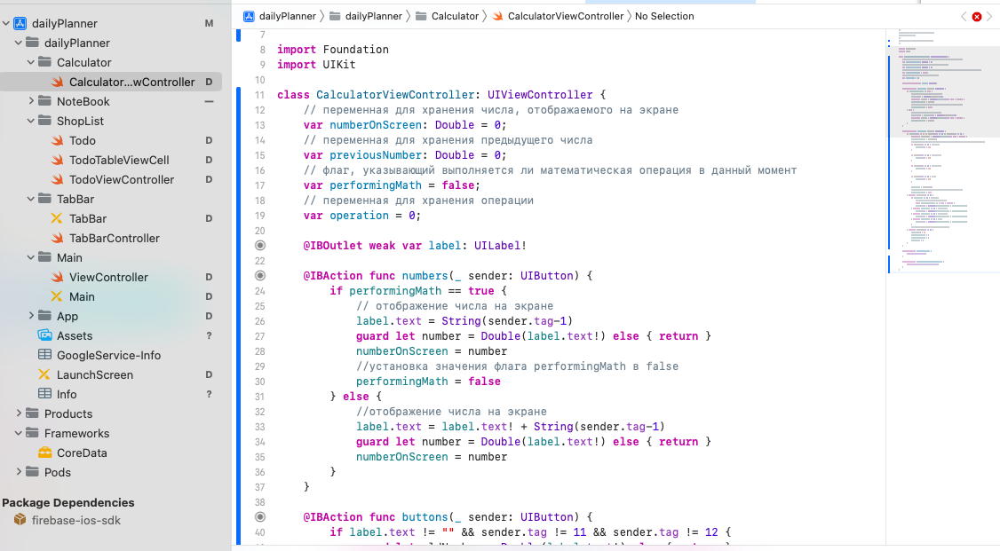 dailyPlanner M
dailyPlanner
Calculator
Calculator...wController D
NoteBook —
ShopList
Todo D
TodoTableViewCell D
TodoViewController D
TabBar
TabBar D
TabBarController
Main
ViewController D
Main D
App D
Assets ?
GoogleService-Info
LaunchScreen D
Info ?
Products
Frameworks
CoreData
Pods
Package Dependencies
firebase-ios-sdk
dailyPlanner dailyPlanner Calculator CalculatorViewController No Selection
7
8 import Foundation
9 import UIKit
10
11 class CalculatorViewController: UIViewController {
12 // переменная для хранения числа, отображаемого на экране
13 var numberOnScreen: Double = 0;
14 // переменная для хранения предыдущего числа
15 var previousNumber: Double = 0;
16 // флаг, указывающий выполняется ли математическая операция в данный момент
17 var performingMath = false;
18 // переменная для хранения операции
19 var operation = 0;
20
@IBOutlet weak var label: UILabel!
22
@IBAction func numbers(_ sender: UIButton) {
24 if performingMath == true {
25 // отображение числа на экране
26 label.text = String(sender.tag-1)
27 guard let number = Double(label.text!) else { return }
28 numberOnScreen = number
29 //установка значения флага performingMath в false
30 performingMath = false
31 } else {
32 //отображение числа на экране
33 label.text = label.text! + String(sender.tag-1)
34 guard let number = Double(label.text!) else { return }
35 numberOnScreen = number
36 }
37 }
38
@IBAction func buttons(_ sender: UIButton) {
40 if label.text != "" && sender.tag != 11 && sender.tag != 12 {